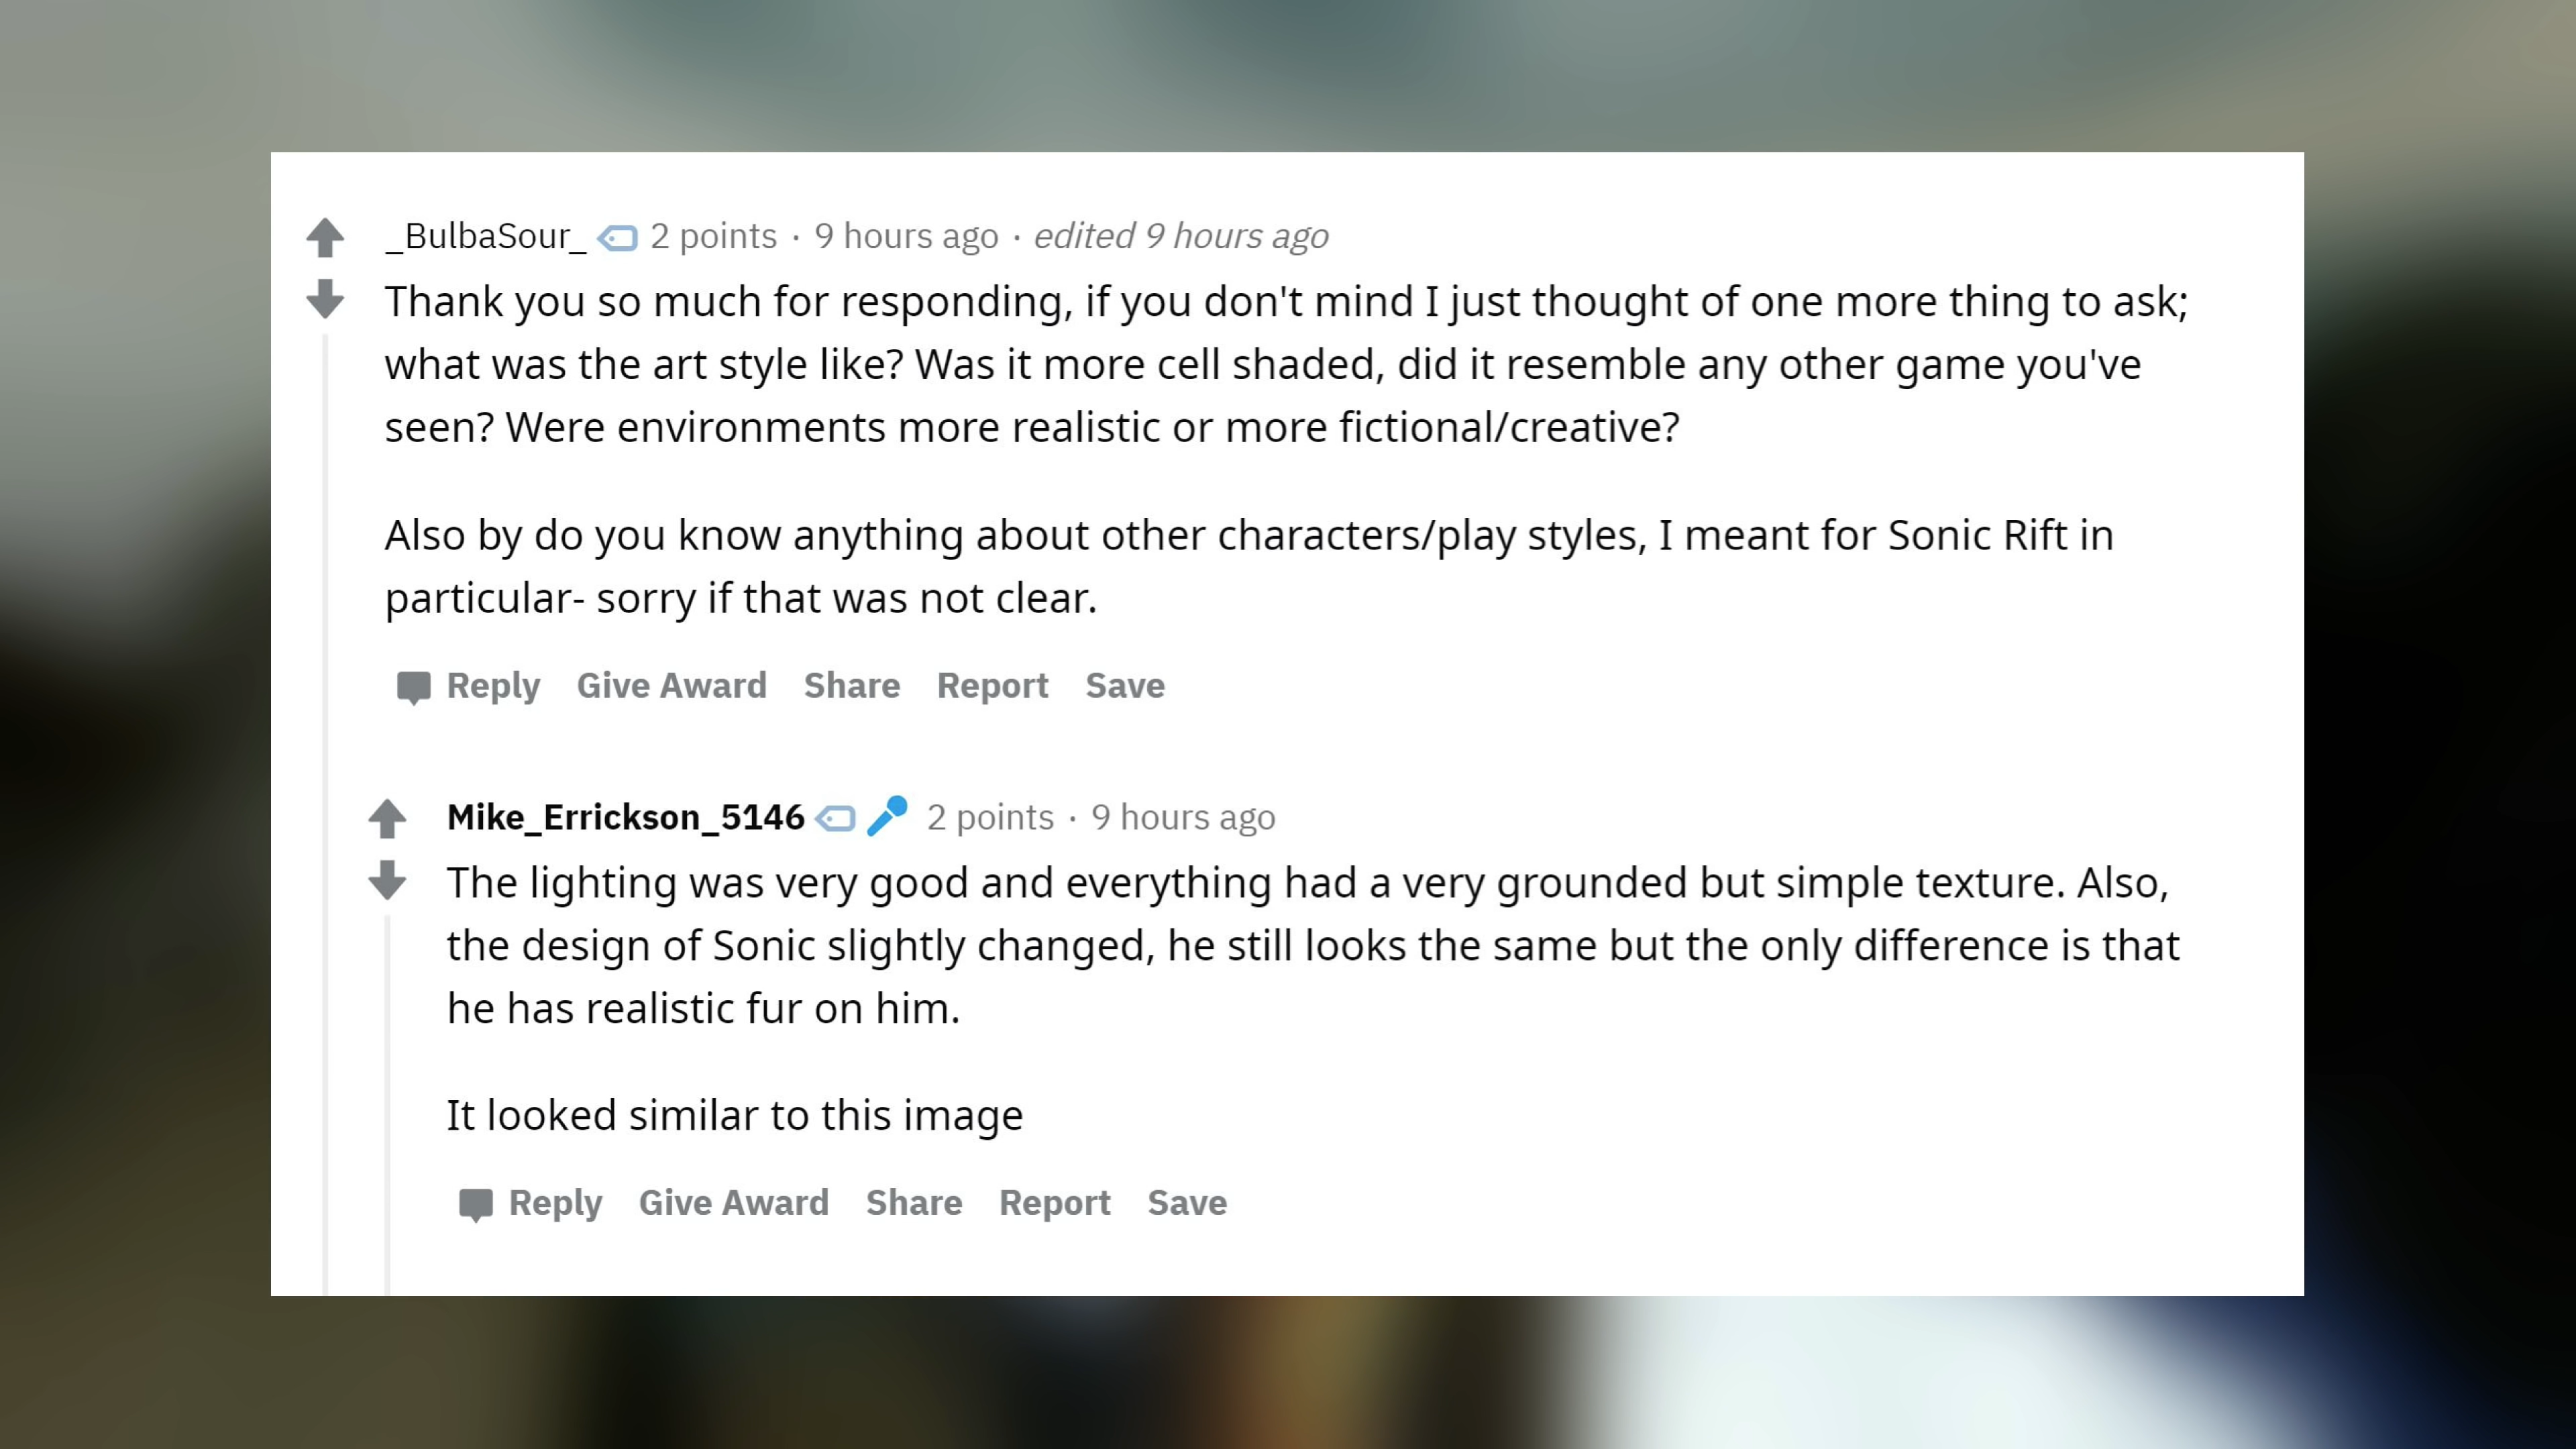 _BulbaSour_ 2 points · 9 hours ago · edited 9 hours ago
Thank you so much for responding, if you don't mind I just thought of one more thing to ask;
what was the art style like? Was it more cell shaded, did it resemble any other game you've
seen? Were environments more realistic or more fictional/creative?
Also by do you know anything about other characters/play styles, I meant for Sonic Rift in
particular- sorry if that was not clear.
Reply Give Award Share Report Save
Mike_Errickson_5146 2 points · 9 hours ago
The lighting was very good and everything had a very grounded but simple texture. Also,
the design of Sonic slightly changed, he still looks the same but the only difference is that
he has realistic fur on him.
It looked similar to this image
Reply Give Award Share Report Save